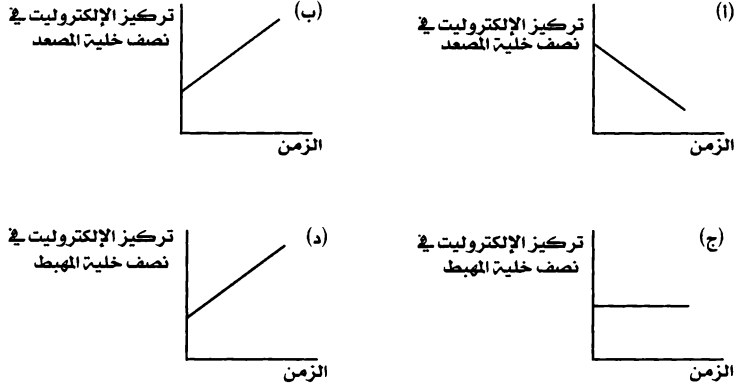 (أ)
تركيز الإلكتروليت في
نصف خلية المصعد
الزمن
(ب)
تركيز الإلكتروليت في
نصف خلية المصعد
الزمن
(ج)
تركيز الإلكتروليت في
نصف خلية المهبط
الزمن
(د)
تركيز الإلكتروليت في
نصف خلية المهبط
الزمن